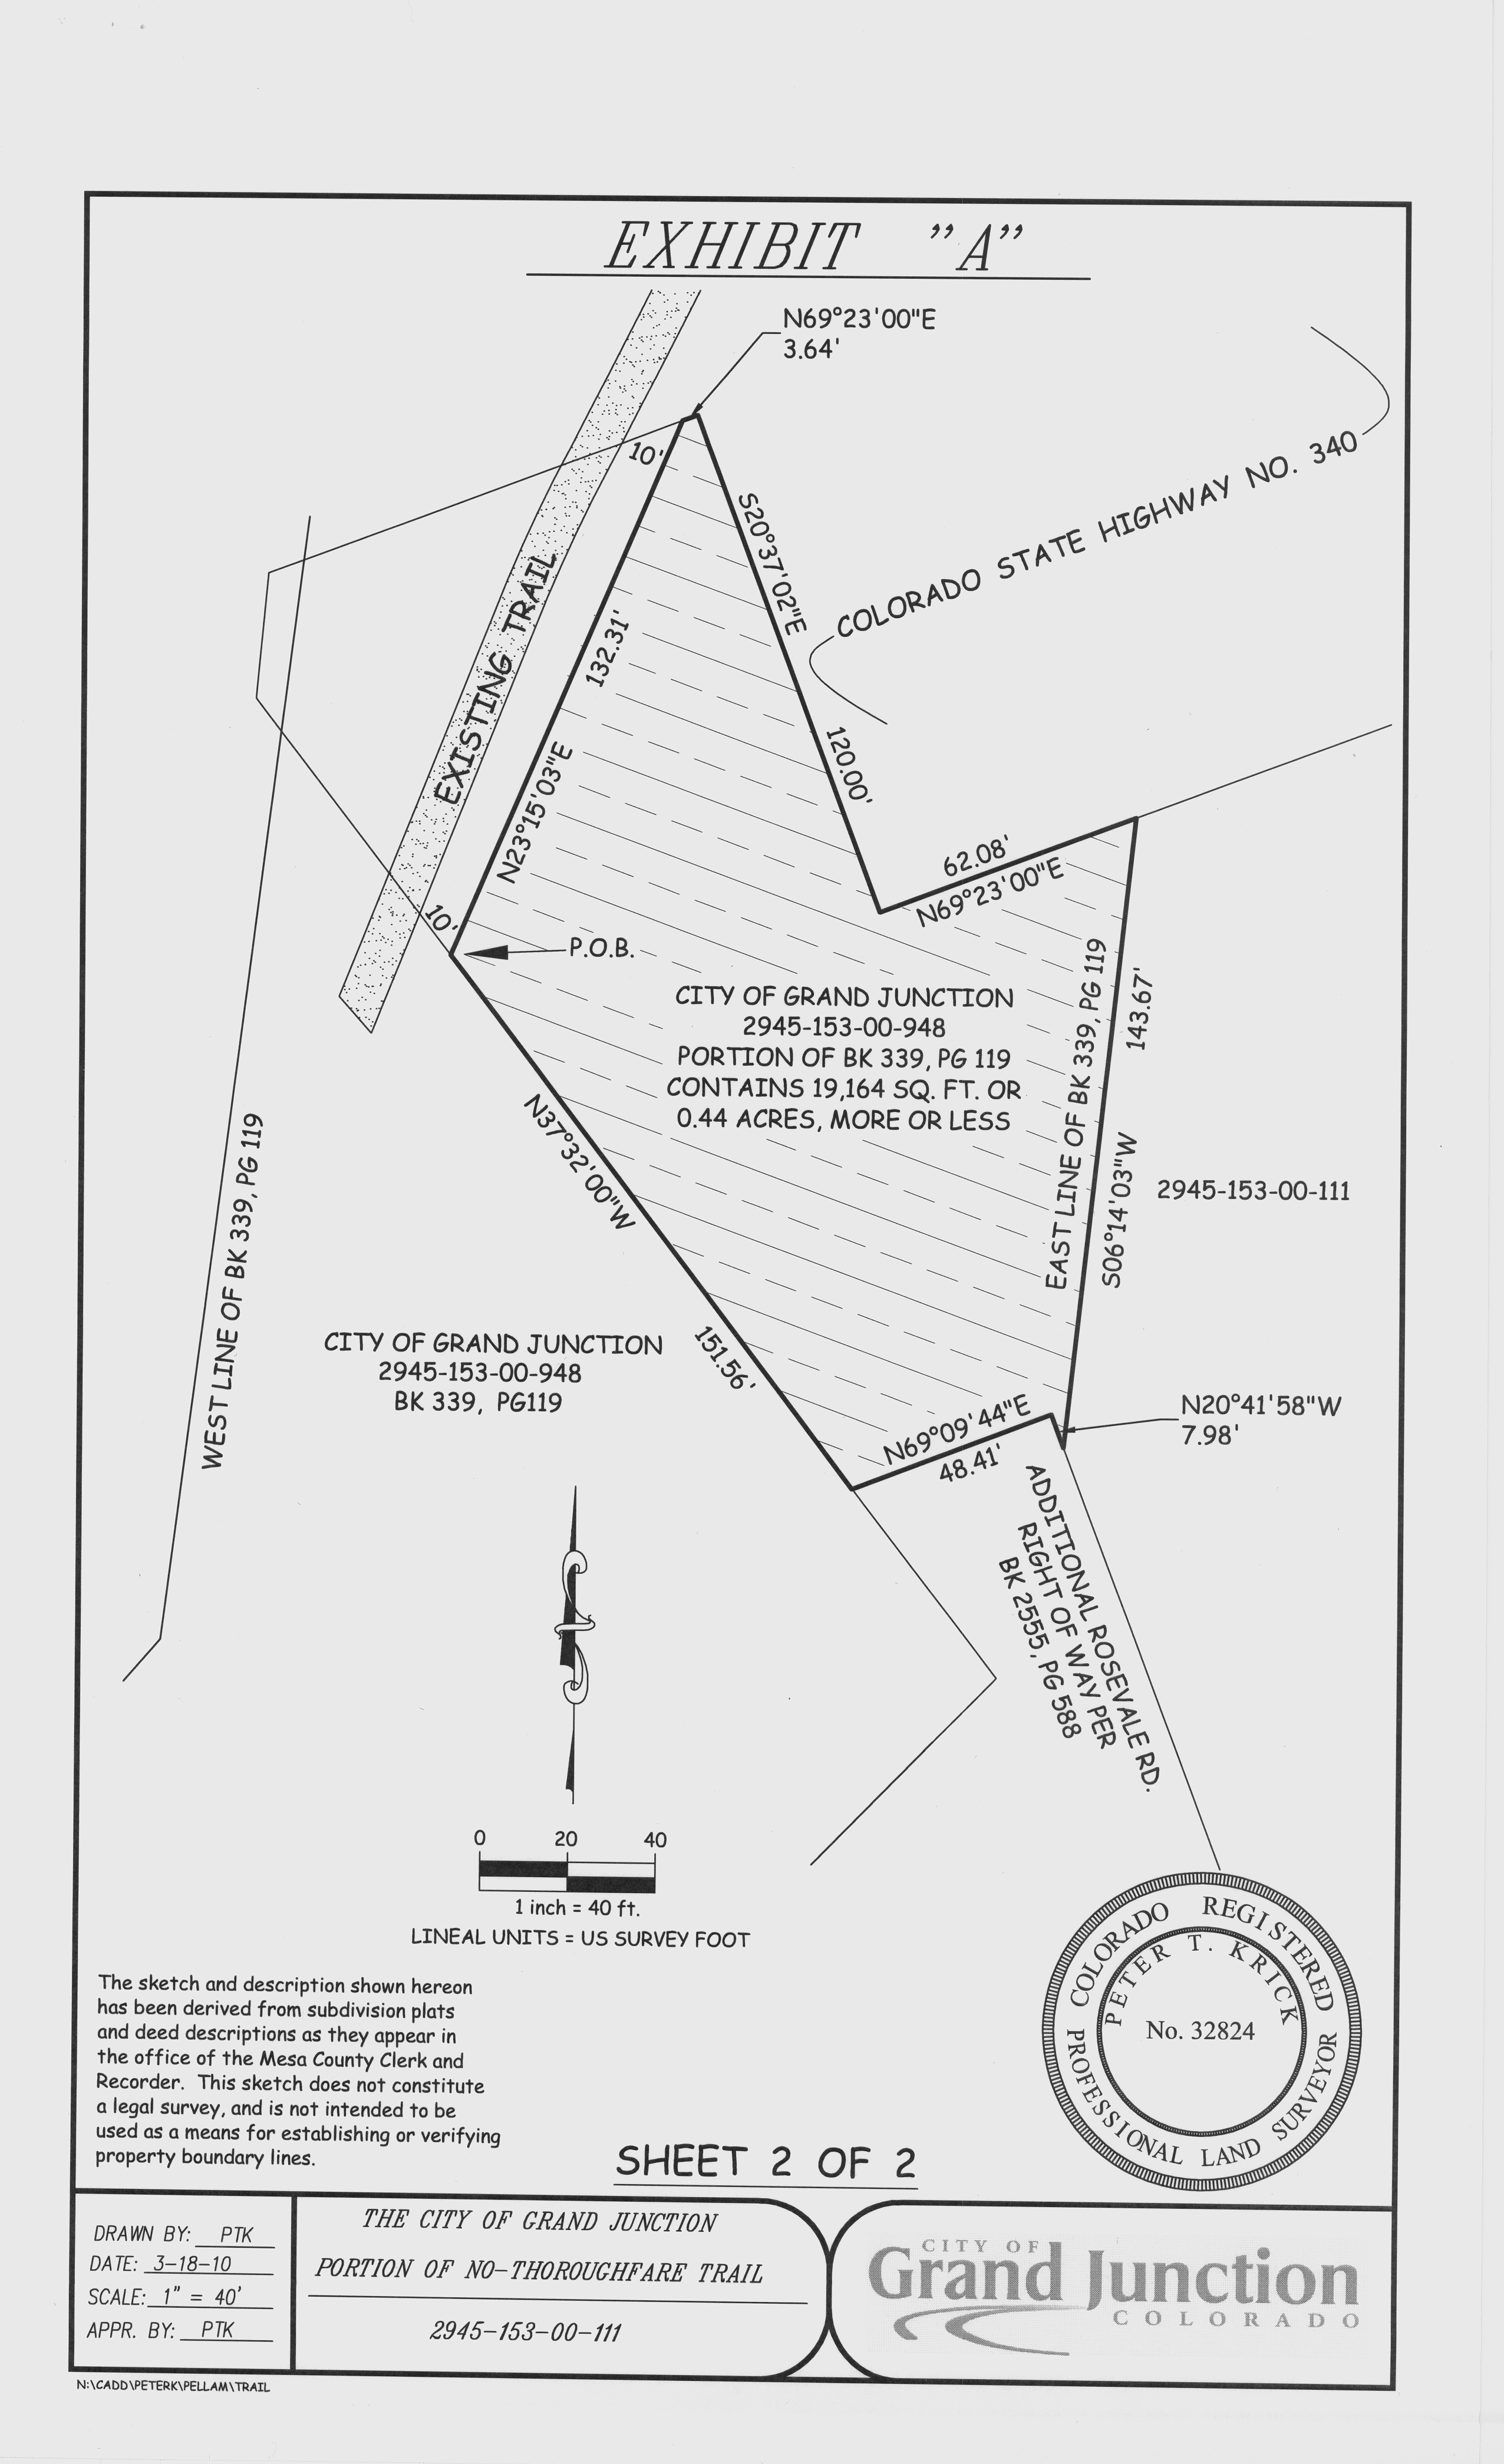 EXHIBIT "A"
N69°23'00"E
3.64'
10'
S20°37'02"E
120.00'
COLORADO STATE HIGHWAY NO. 340
EXISTING TRAIL
132.31'
N23°15'03"E
62.08'
N69°23'00"E
10'
P.O.B.
CITY OF GRAND JUNCTION
2945-153-00-948
PORTION OF BK 339, PG 119
CONTAINS 19,164 SQ. FT. OR
0.44 ACRES, MORE OR LESS
EAST LINE OF BK 339, PG 119
143.67'
S06°14'03"W
2945-153-00-111
N37°32'00"W
151.56'
WEST LINE OF BK 339, PG 119
CITY OF GRAND JUNCTION
2945-153-00-948
BK 339, PG119
N69°09'44"E
48.41'
N20°41'58"W
7.98'
ADDITIONAL ROSEVALE RD.
RIGHT OF WAY PER
BK 2555, PG 588
0 20 40
1 inch = 40 ft.
LINEAL UNITS = US SURVEY FOOT
The sketch and description shown hereon
has been derived from subdivision plats
and deed descriptions as they appear in
the office of the Mesa County Clerk and
Recorder. This sketch does not constitute
a legal survey, and is not intended to be
used as a means for establishing or verifying
property boundary lines.
COLORADO REGISTERED
PETER T. KRICK
No. 32824
PROFESSIONAL LAND SURVEYOR
SHEET 2 OF 2
DRAWN BY: PTK
DATE: 3-18-10
SCALE: 1" = 40'
APPR. BY: PTK
THE CITY OF GRAND JUNCTION
PORTION OF NO-THOROUGHFARE TRAIL
2945-153-00-111
CITY OF
Grand Junction
COLORADO
N:\CADD\PETERK\PELLAM\TRAIL